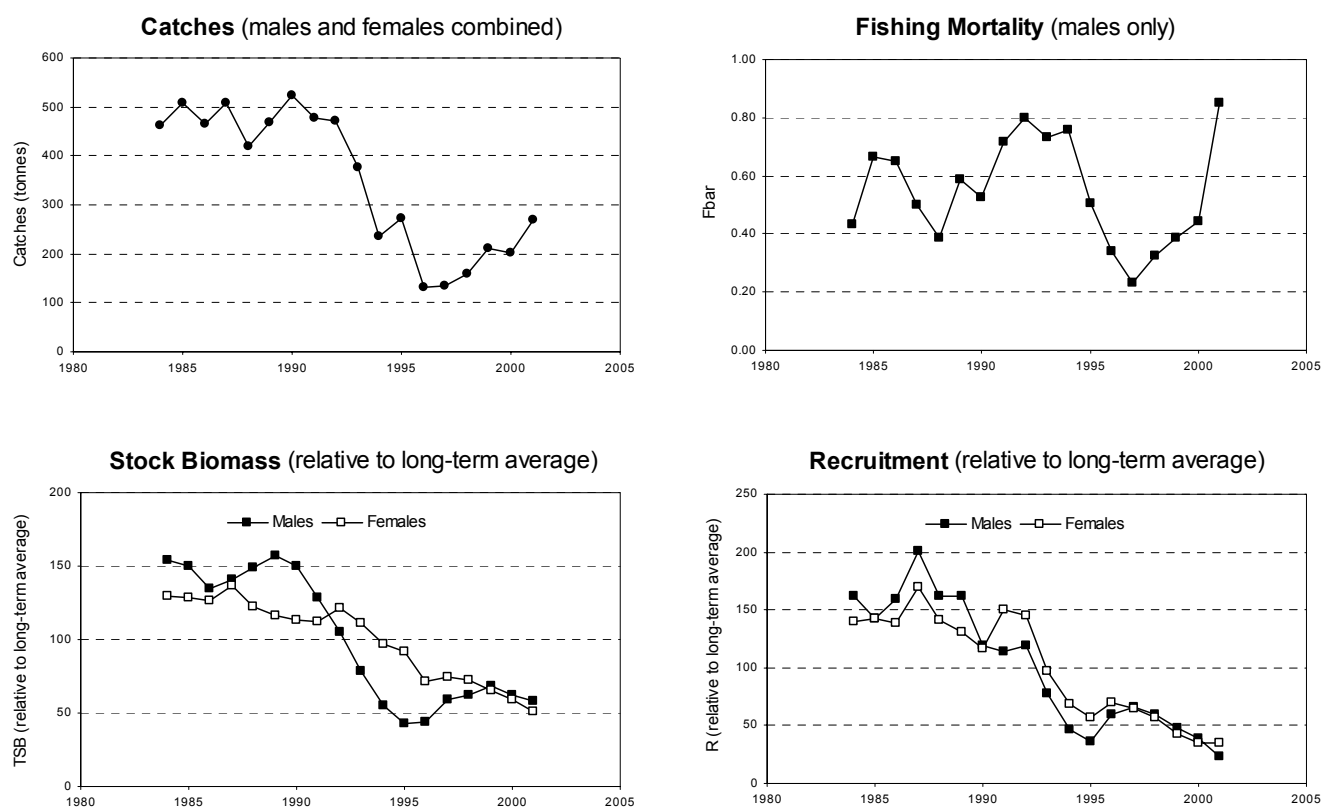 Catches (males and females combined)
600
500
400
300
200
100
0
Catches (tonnes)
1980 1985 1990 1995 2000 2005
Fishing Mortality (males only)
1.00
0.80
0.60
0.40
0.20
0.00
Fbar
1980 1985 1990 1995 2000 2005
Stock Biomass (relative to long-term average)
200
150
100
50
0
TSB (relative to long-term average)
Males Females
1980 1985 1990 1995 2000 2005
Recruitment (relative to long-term average)
250
200
150
100
50
0
R (relative to long-term average)
Males Females
1980 1985 1990 1995 2000 2005